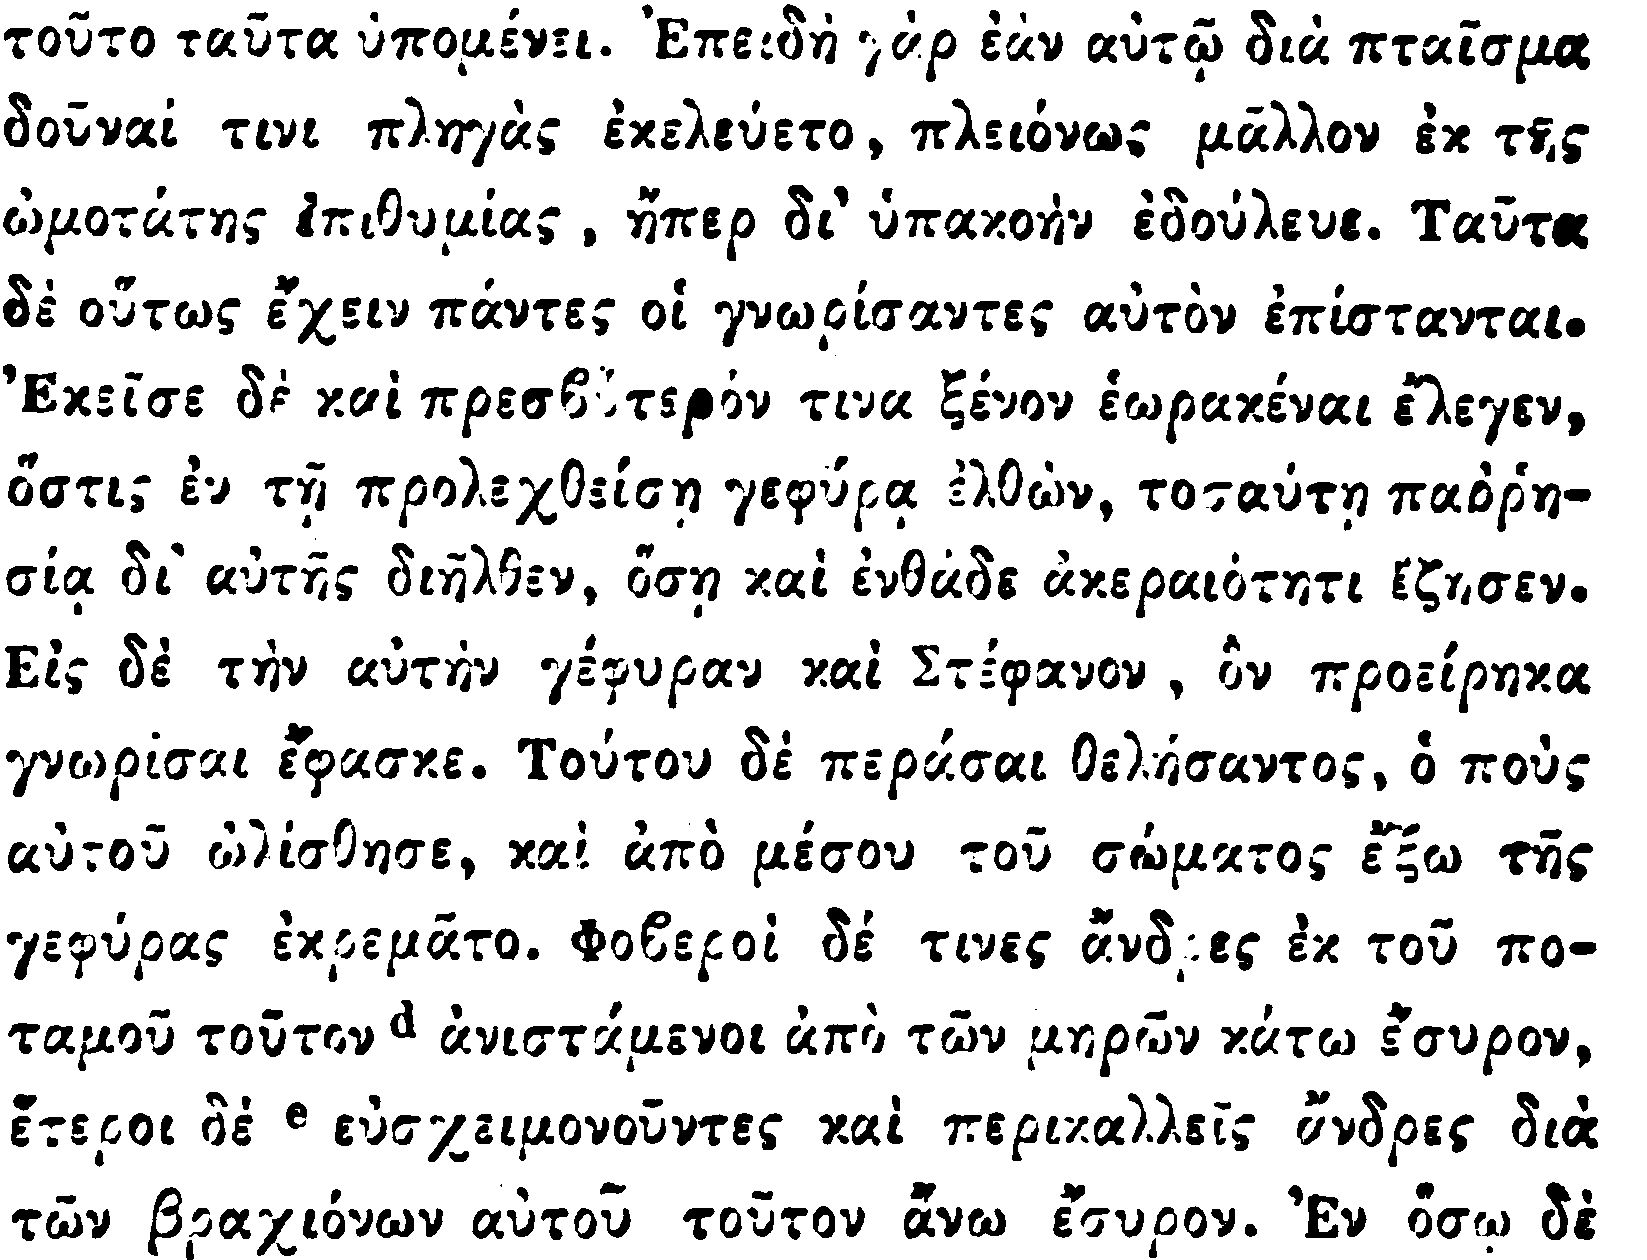 τοῦτο ταῦτα ὑπομένει. Ἐπειδὴ γὰρ ἐὰν αὐτῷ διὰ πταῖσμα
δοῦναί τινι πληγὰς ἐκελεύετο, πλειόνως μᾶλλον ἐκ τῆς
ὠμοτάτης ἐπιθυμίας, ἤπερ δι' ὑπακοὴν ἐδούλευε. Ταῦτα
δὲ οὕτως ἔχειν πάντες οἱ γνωρίσαντες αὐτὸν ἐπίστανται.
Ἐκεῖσε δὲ καὶ πρεσβύτερόν τινα ξένον ἑωρακέναι ἔλεγεν,
ὅστις ἐν τῇ προλεχθείσῃ γεφύρᾳ ἐλθὼν, τοσαύτῃ παῤῥη-
σίᾳ δι' αὐτῆς διῆλθεν, ὅσῃ καὶ ἐνθάδε ἀκεραιότητι ἔζησεν.
Εἰς δὲ τὴν αὐτὴν γέφυραν καὶ Στέφανον, ὃν προείρηκα
γνωρίσαι ἔφασκε. Τούτου δὲ περάσαι θελήσαντος, ὁ ποὺς
αὐτοῦ ὠλίσθησε, καὶ ἀπὸ μέσου τοῦ σώματος ἔξω τῆς
γεφύρας ἐκρεμᾶτο. Φοβεροὶ δέ τινες ἄνδρες ἐκ τοῦ πο-
ταμοῦ τοῦτον d ἀνιστάμενοι ἀπὸ τῶν μηρῶν κάτω ἔσυρον,
ἕτεροι δὲ e εὐσχειμονοῦντες καὶ περικαλλεῖς ἄνδρες διὰ
τῶν βραχιόνων αὐτοῦ τοῦτον ἄνω ἔσυρον. Ἐν ὅσῳ δὲ